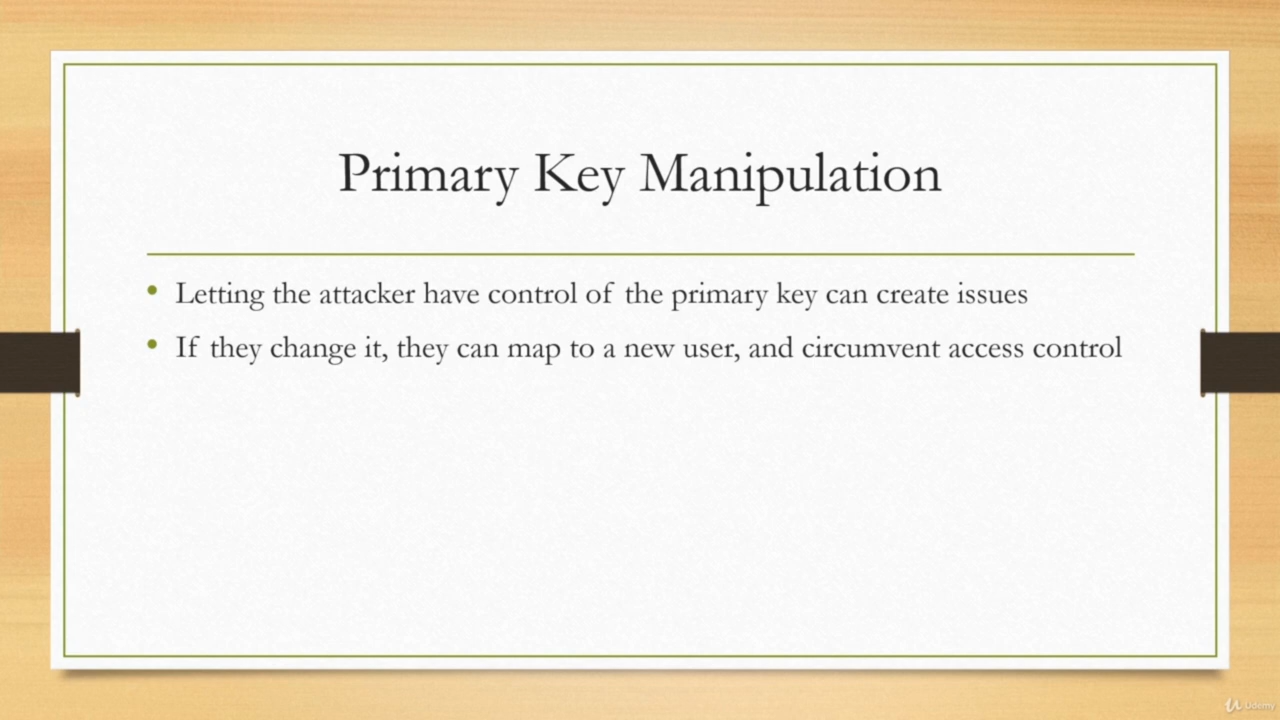 Primary Key Manipulation
• Letting the attacker have control of the primary key can create issues
• If they change it, they can map to a new user, and circumvent access control
Udemy